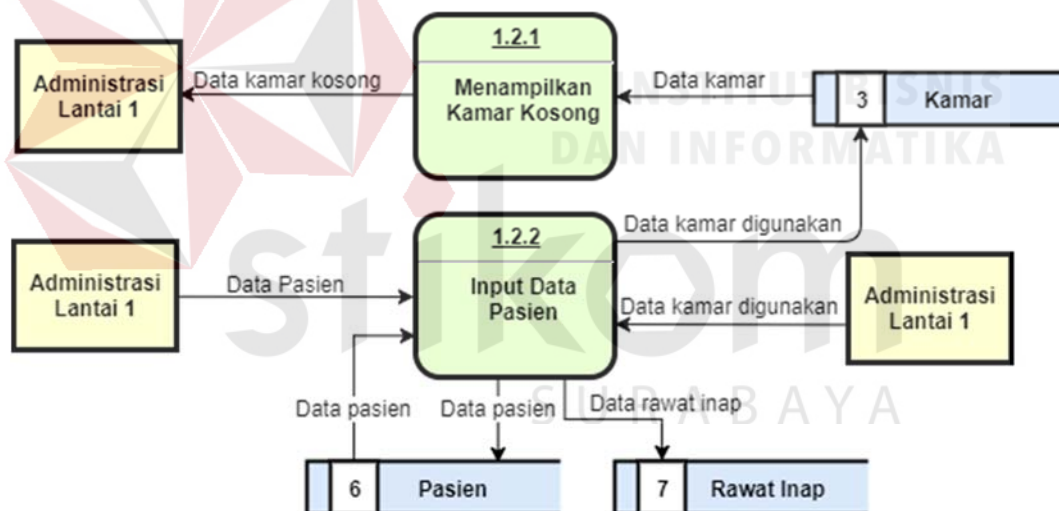 1.2.1
Administrasi
Lantai 1
Data kamar kosong
Menampilkan
Kamar Kosong
Data kamar
3
Kamar
INSTITUT BISNIS
DAN INFORMATIKA
stikom
SURABAYA
1.2.2
Data kamar digunakan
Administrasi
Lantai 1
Data Pasien
Input Data
Pasien
Data kamar digunakan
Administrasi
Lantai 1
Data pasien
Data pasien
Data rawat inap
6
Pasien
7
Rawat Inap